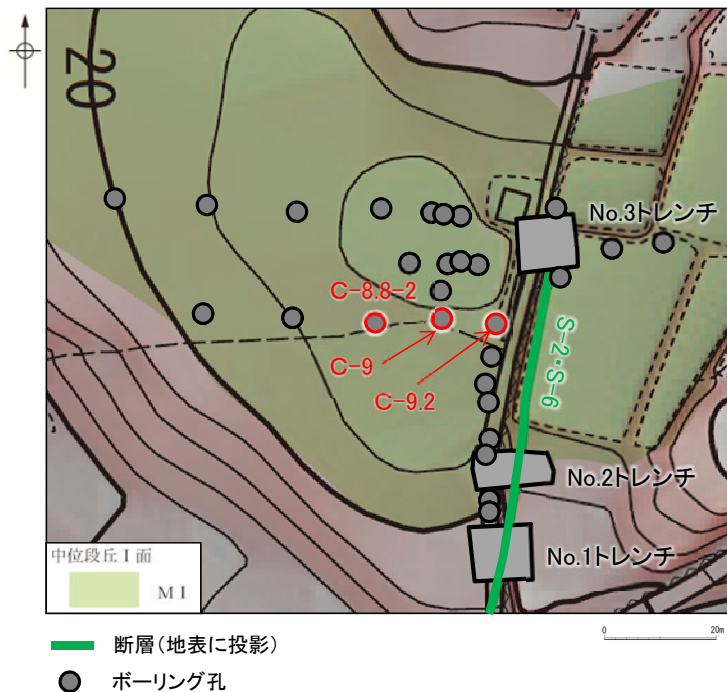 20
No.3トレンチ
C-8.8-2
S-2・S-6
C-9
C-9.2
No.2トレンチ
No.1トレンチ
中位段丘Ⅰ面
MⅠ
0 20m
断層(地表に投影)
ボーリング孔